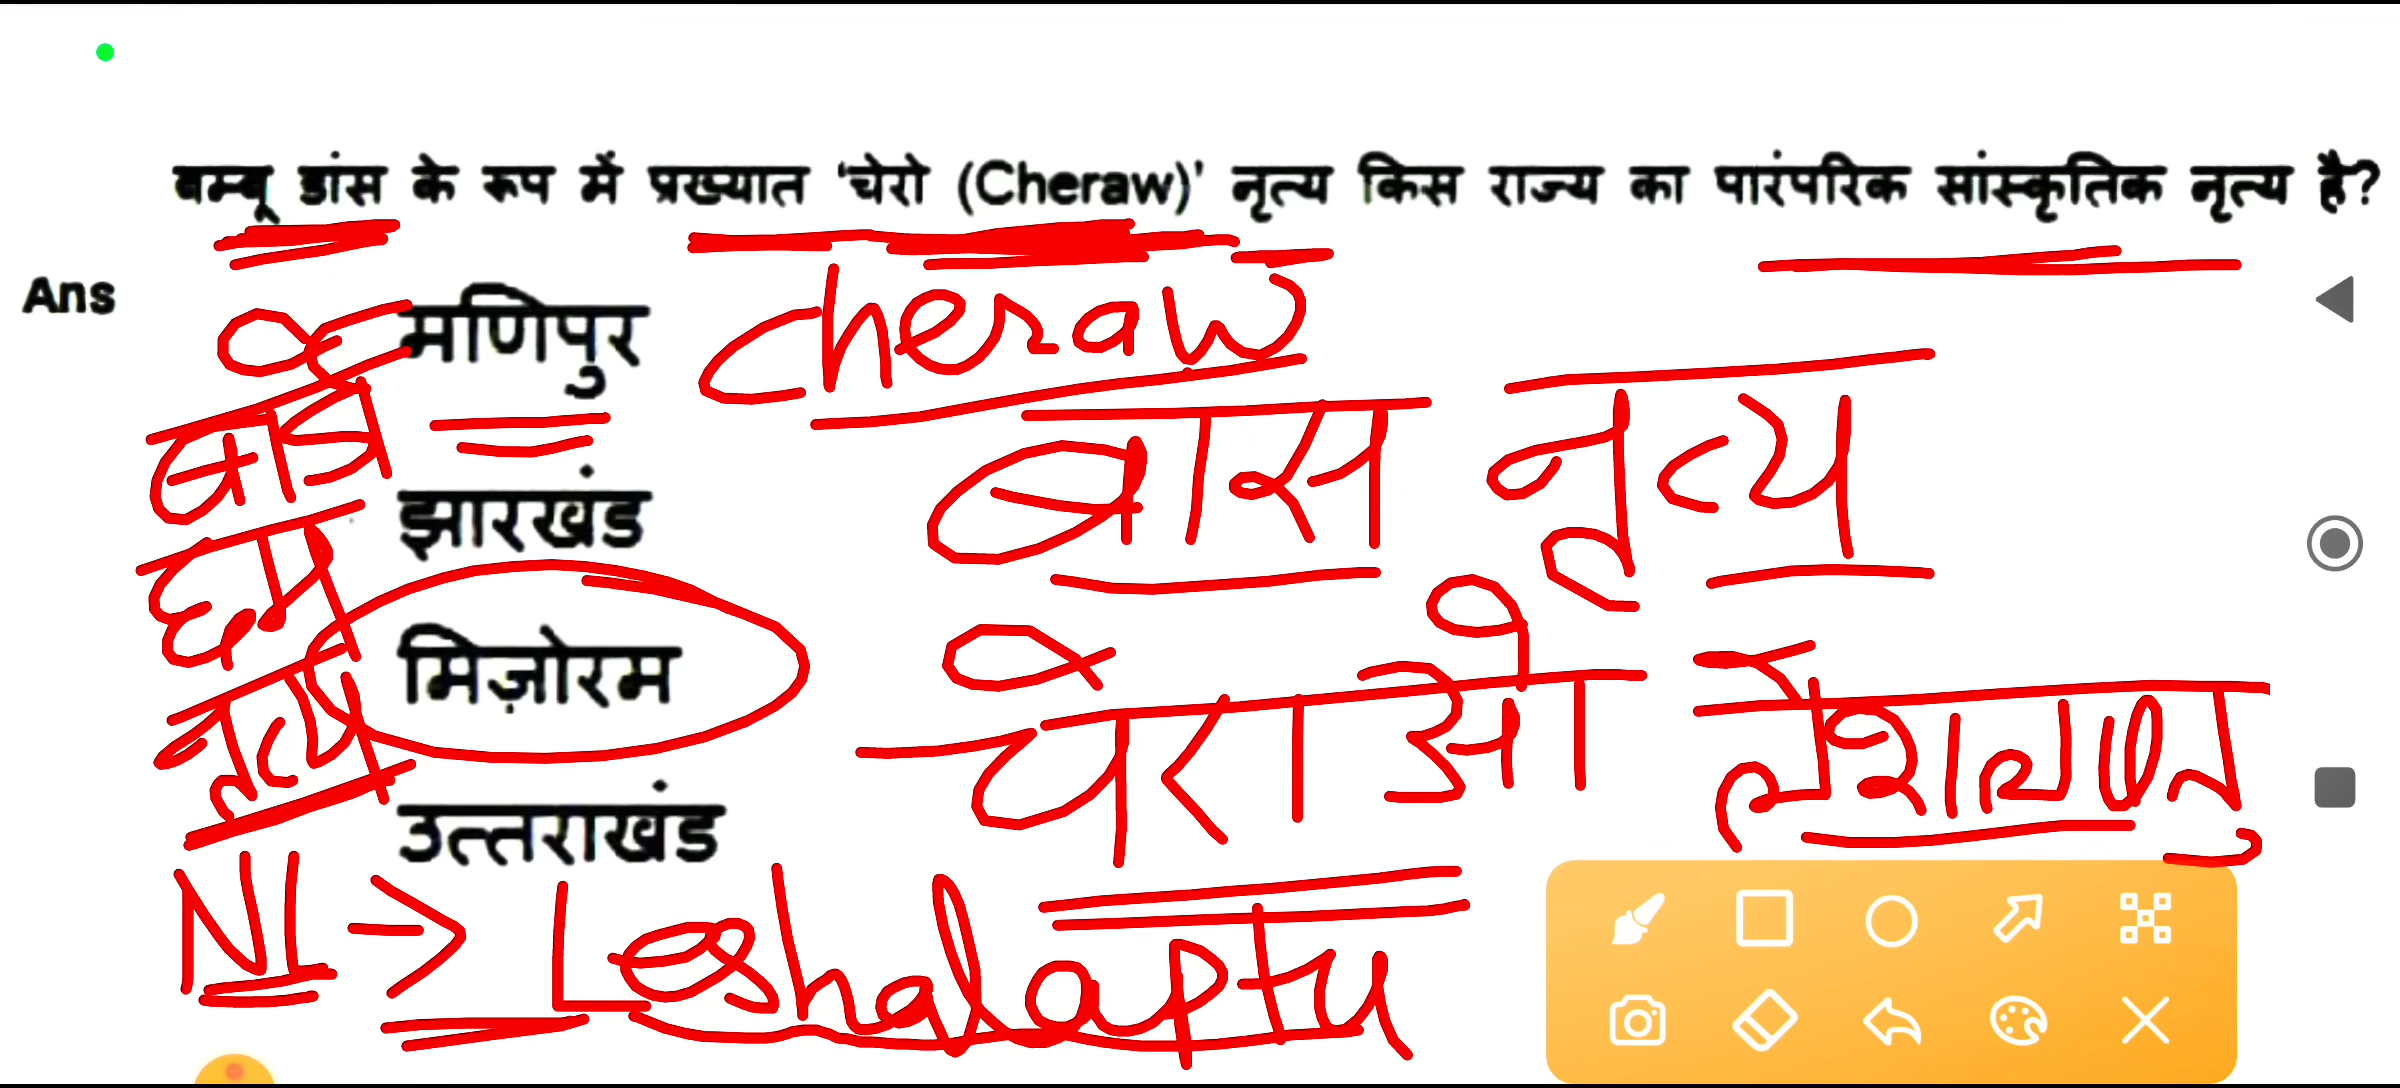 बम्बू डांस के रूप में प्रख्यात 'चेरो (Cheraw)' नृत्य किस राज्य का पारंपरिक सांस्कृतिक नृत्य है?
Ans
मणिपुर
Cheraw
बास नृत्य
झारखंड
मिज़ोरम
नृत्य
उत्तराखंड
NL → Leshalaptu